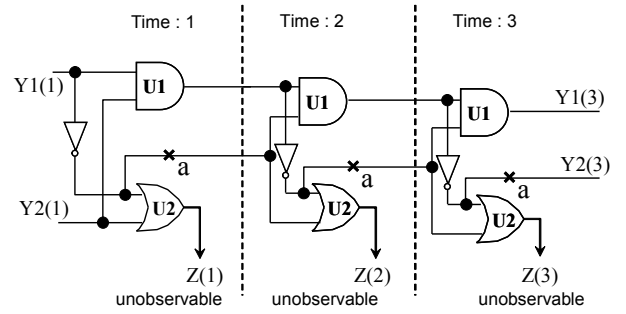 Time : 1
Time : 2
Time : 3
Y1(1)
U1
U1
U1
Y1(3)
a
a
Y2(3)
a
Y2(1)
U2
U2
U2
Z(1)
Z(2)
Z(3)
unobservable
unobservable
unobservable